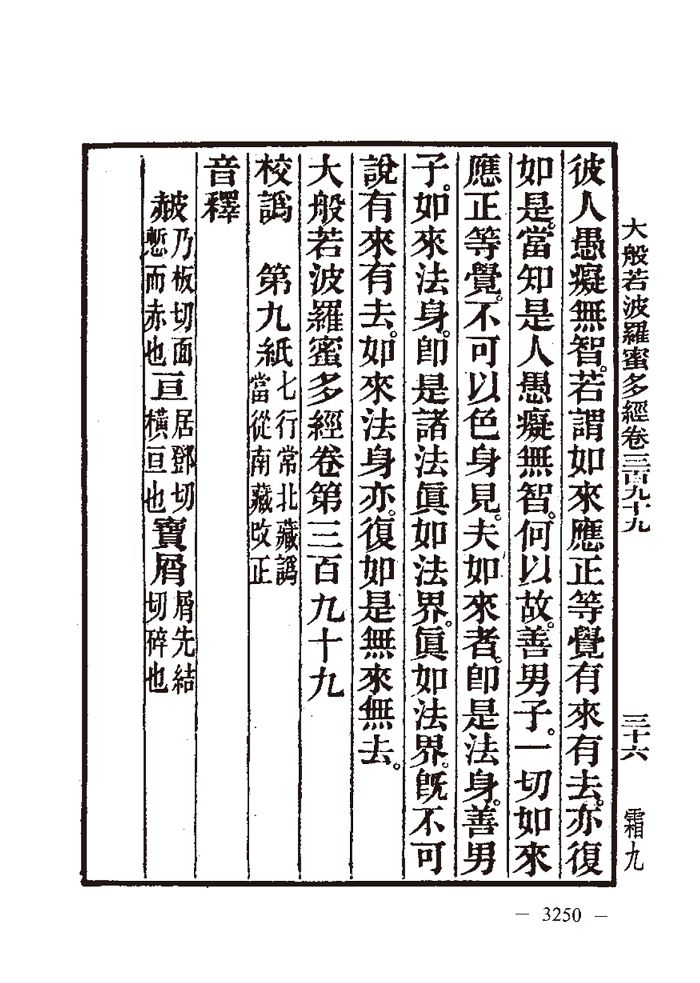 大般若波羅蜜多經卷三百九十九 三十六 霜九
彼人愚癡無智。若謂如來應正等覺有來有去。亦復
如是。當知是人愚癡無智。何以故。善男子。一切如來
應正等覺。不可以色身見。夫如來者。卽是法身。善男
子。如來法身。卽是諸法眞如法界。眞如法界。旣不可
說有來有去。如來法身亦復如是無來無去。
大般若波羅蜜多經卷第三百九十九
校譌 第九紙七行常北藏譌當從南藏改正
音釋
赧乃板切面慙而赤也亘居鄧切橫亘也寶屑屑先結切碎也
— 3250 —